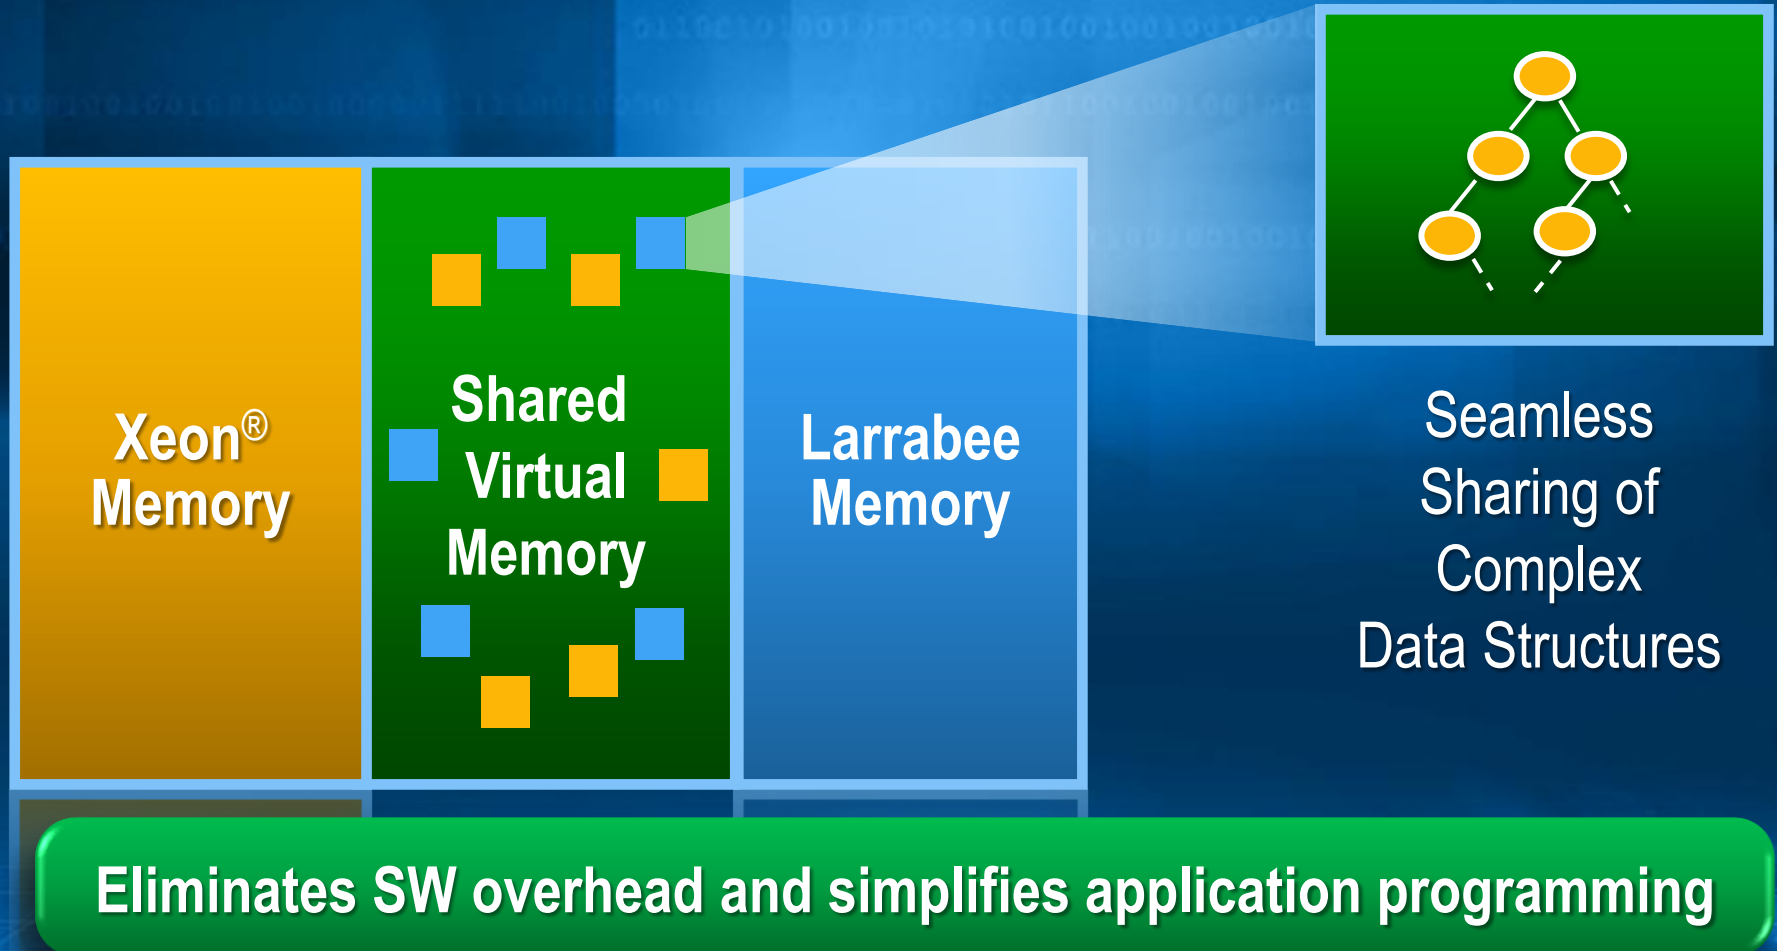 Xeon®
Memory
Shared
Virtual
Memory
Larrabee
Memory
Seamless
Sharing of
Complex
Data Structures
Eliminates SW overhead and simplifies application programming